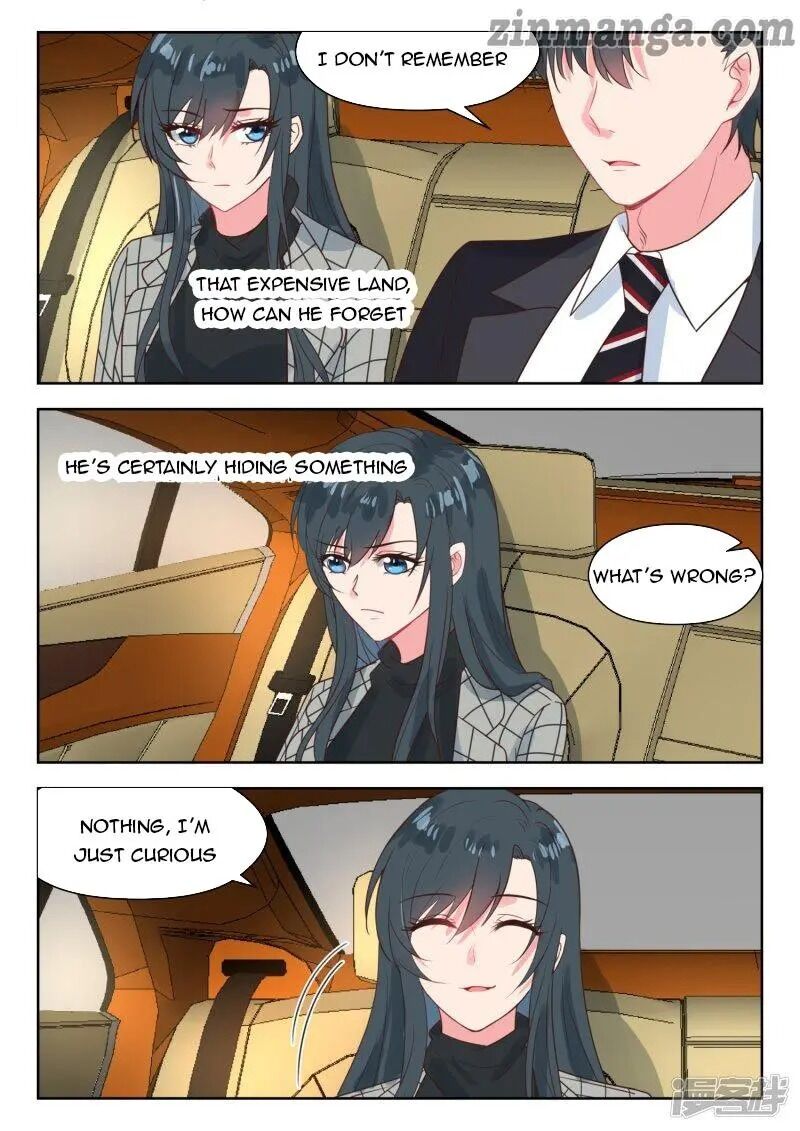 zinmanga.com
I DON'T REMEMBER
THAT EXPENSIVE LAND,
HOW CAN HE FORGET
HE'S CERTAINLY HIDING SOMETHING
WHAT'S WRONG?
NOTHING, I'M
JUST CURIOUS
漫客栈